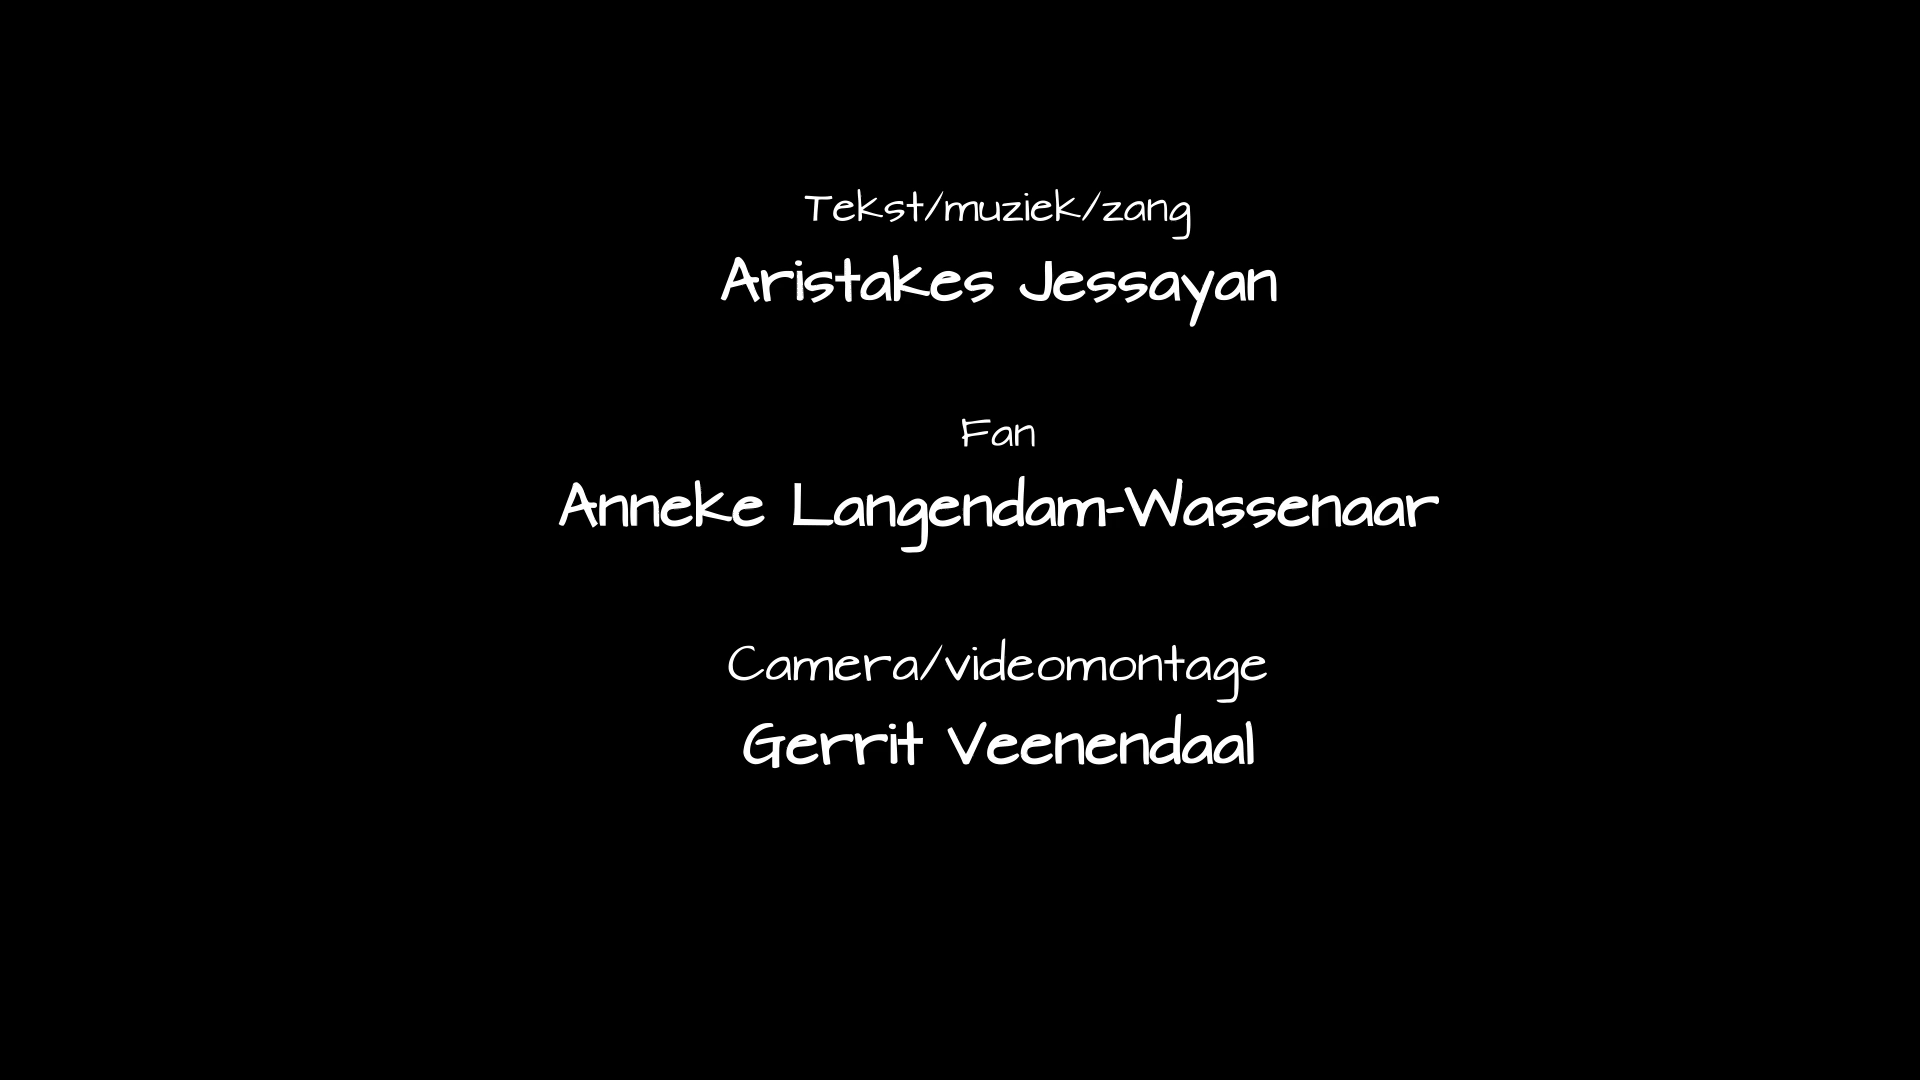 Tekst/muziek/zang
Aristakes Jessayan
Fan
Anneke Langendam-Wassenaar
Camera/videomontage
Gerrit Veenendaal